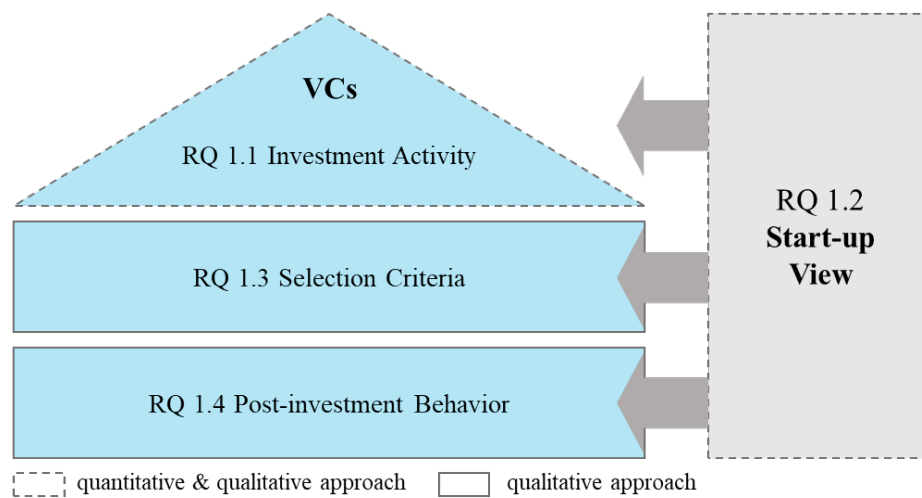 VCs
RQ 1.1 Investment Activity
RQ 1.3 Selection Criteria
RQ 1.4 Post-investment Behavior
RQ 1.2
Start-up
View
quantitative & qualitative approach
qualitative approach